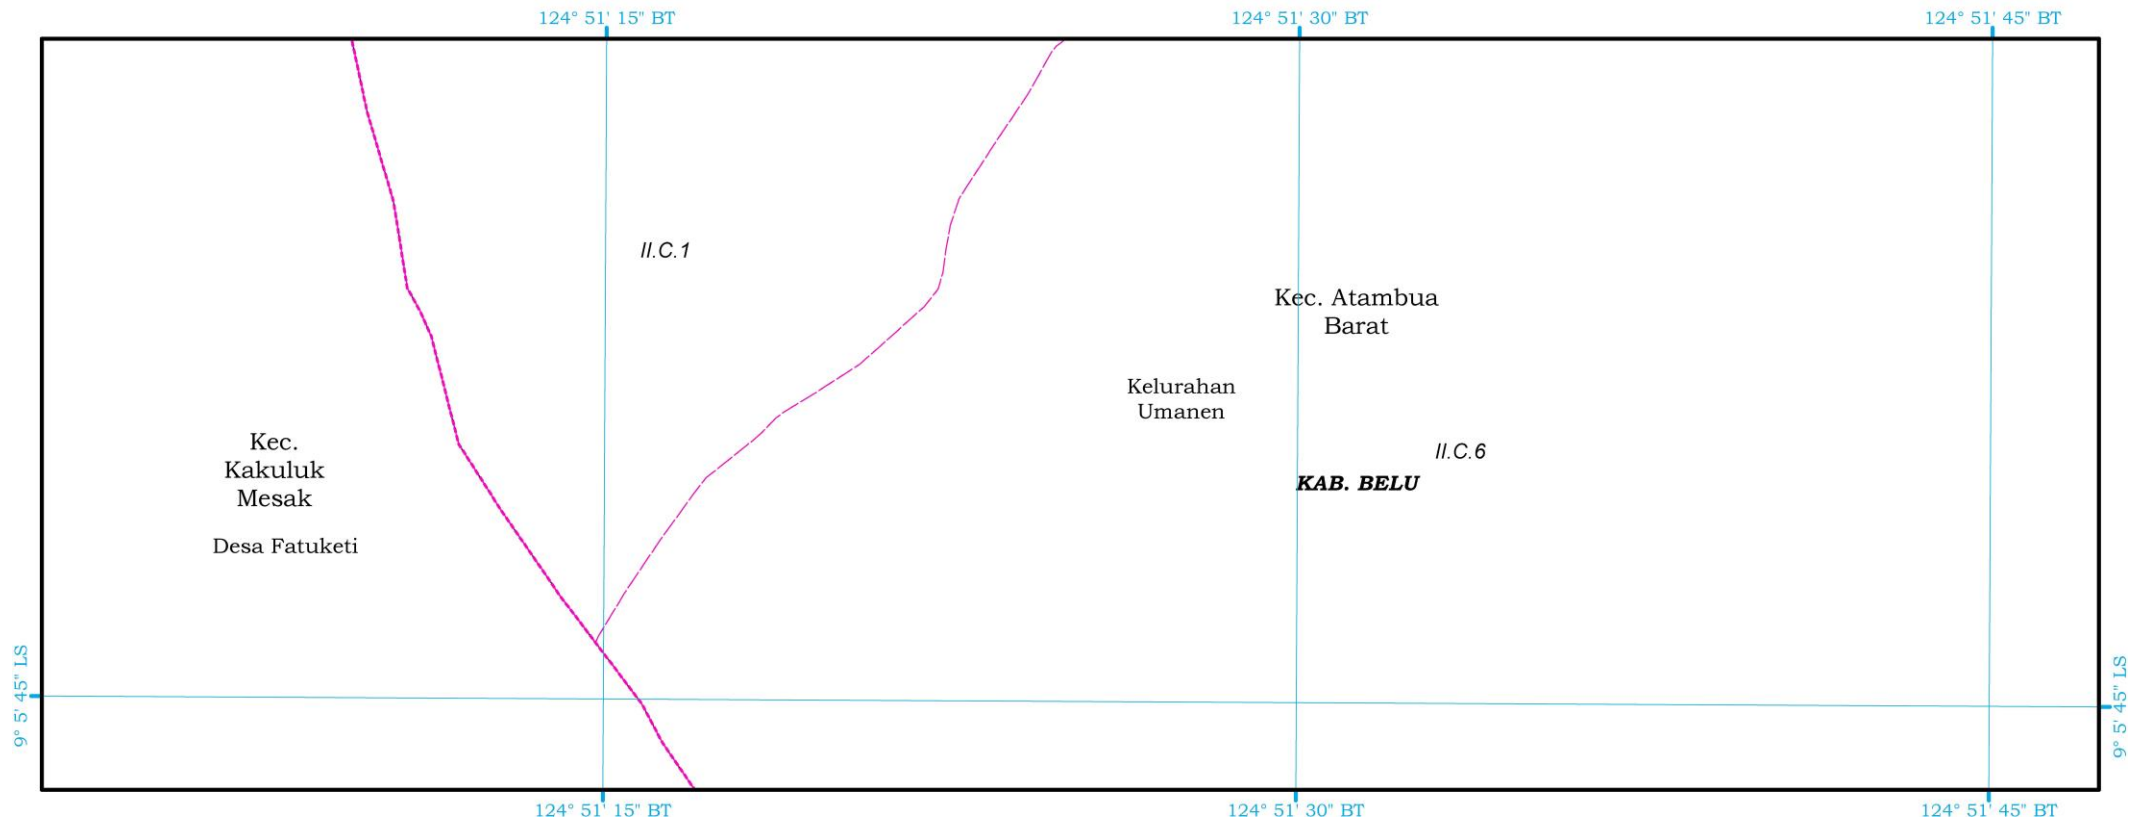 124° 51' 15" BT
124° 51' 30" BT
124° 51' 45" BT
II.C.1
Kec. Atambua
Barat
Kelurahan
Umanen
Kec.
Kakuluk
Mesak
II.C.6
KAB. BELU
Desa Fatuketi
9° 5' 45" LS
9° 5' 45" LS
124° 51' 15" BT
124° 51' 30" BT
124° 51' 45" BT